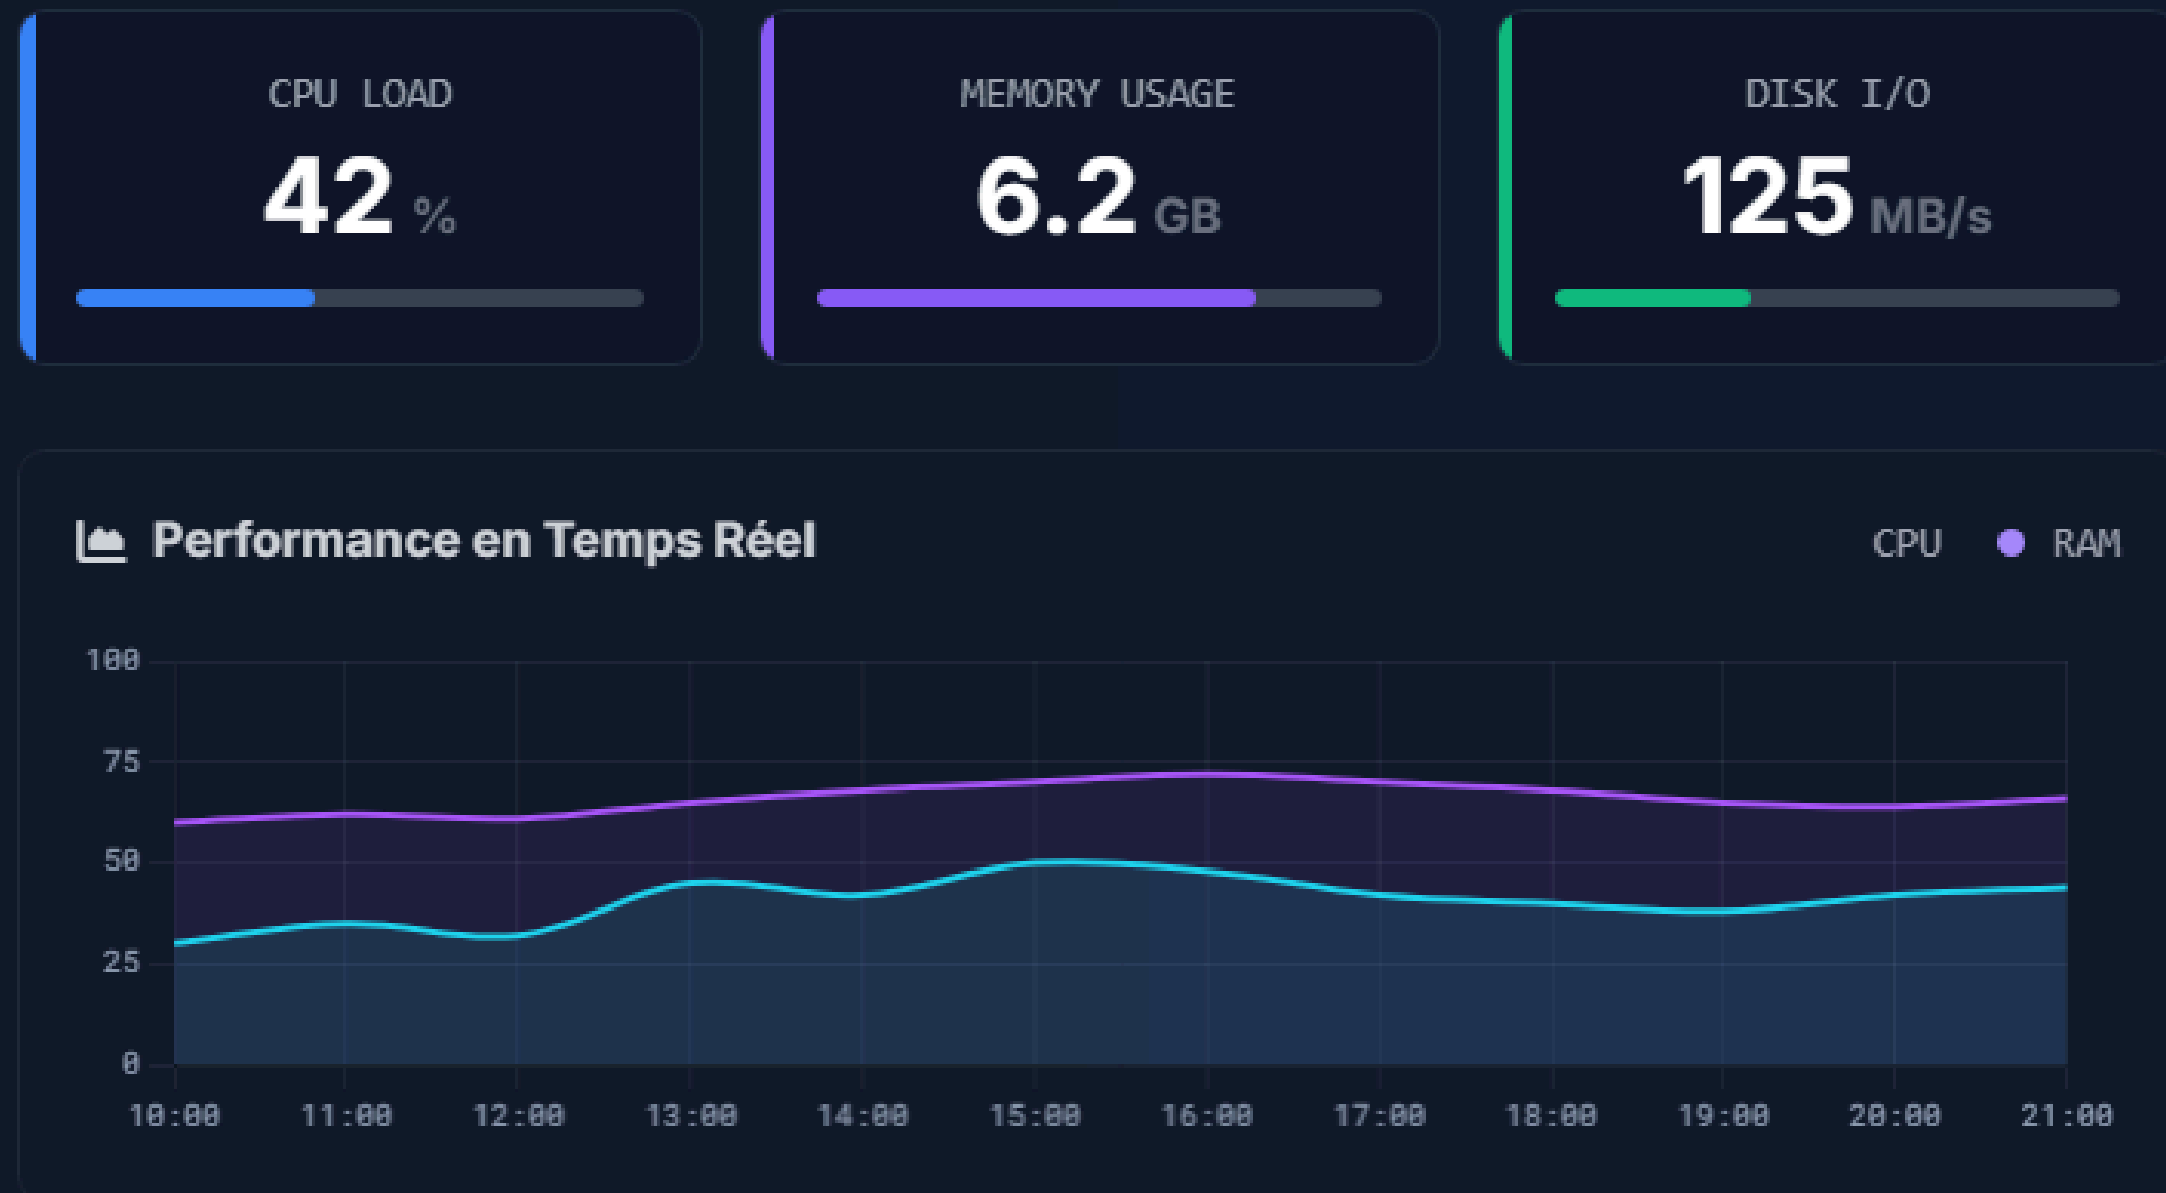 CPU LOAD
42 %
MEMORY USAGE
6.2 GB
DISK I/O
125 MB/s
Performance en Temps Réel
CPU
RAM
100
75
50
25
0
10:00 11:00 12:00 13:00 14:00 15:00 16:00 17:00 18:00 19:00 20:00 21:00